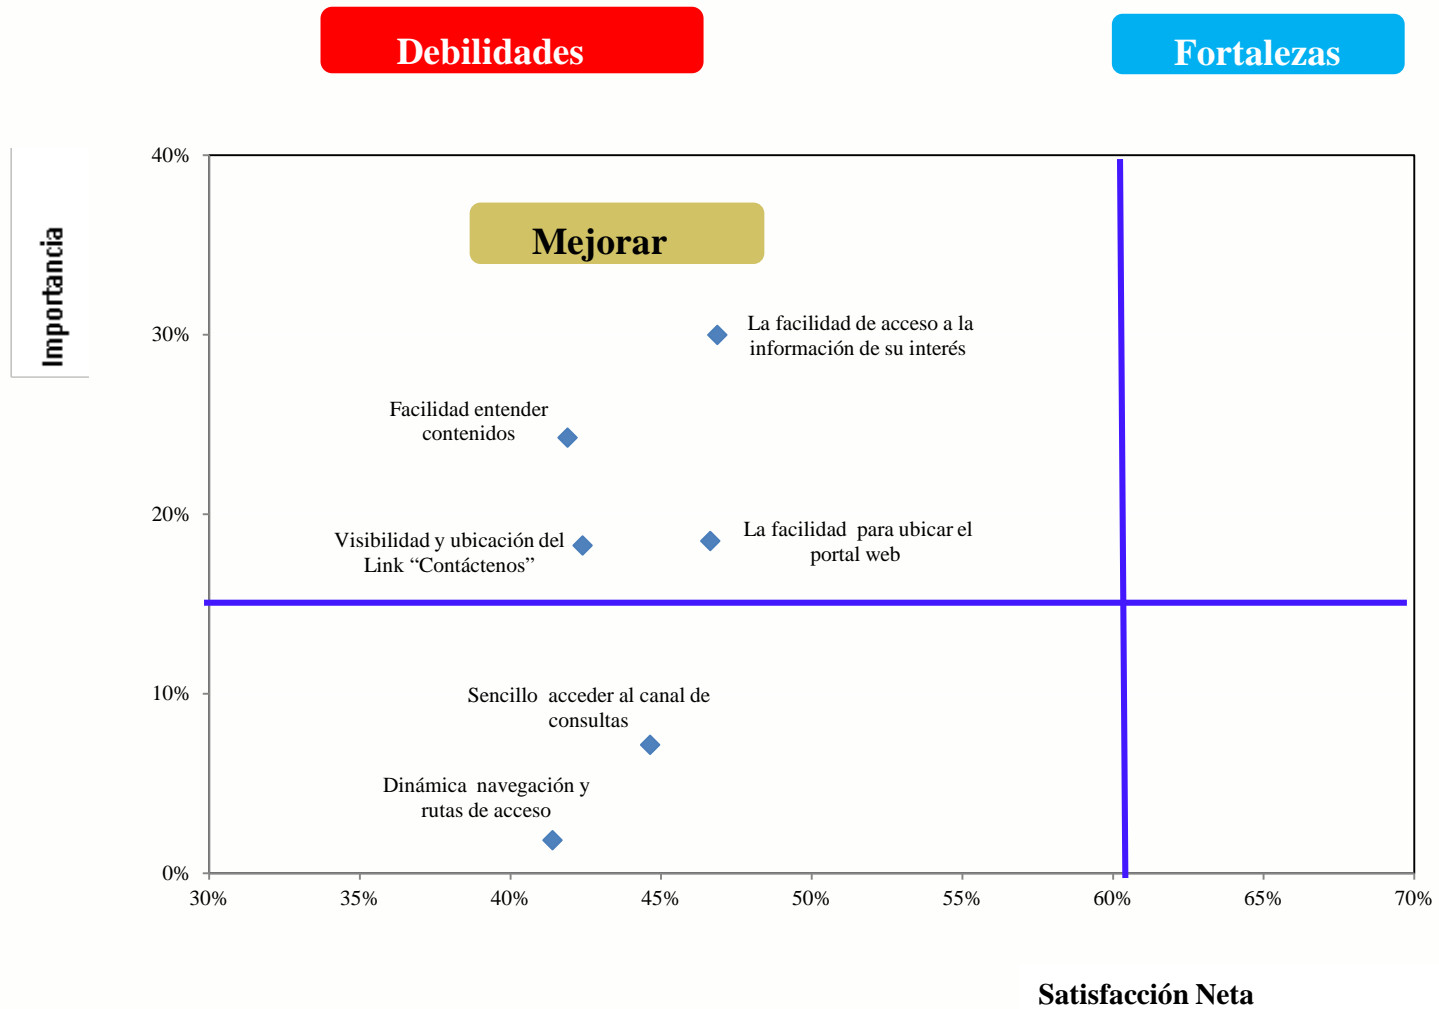 Debilidades
Fortalezas
40%
Importancia
Mejorar
La facilidad de acceso a la
información de su interés
30%
Facilidad entender
contenidos
20%
Visibilidad y ubicación del
Link “Contáctenos”
La facilidad para ubicar el
portal web
10%
Sencillo acceder al canal de
consultas
Dinámica navegación y
rutas de acceso
0%
30%
35%
40%
45%
50%
55%
60%
65%
70%
Satisfacción Neta